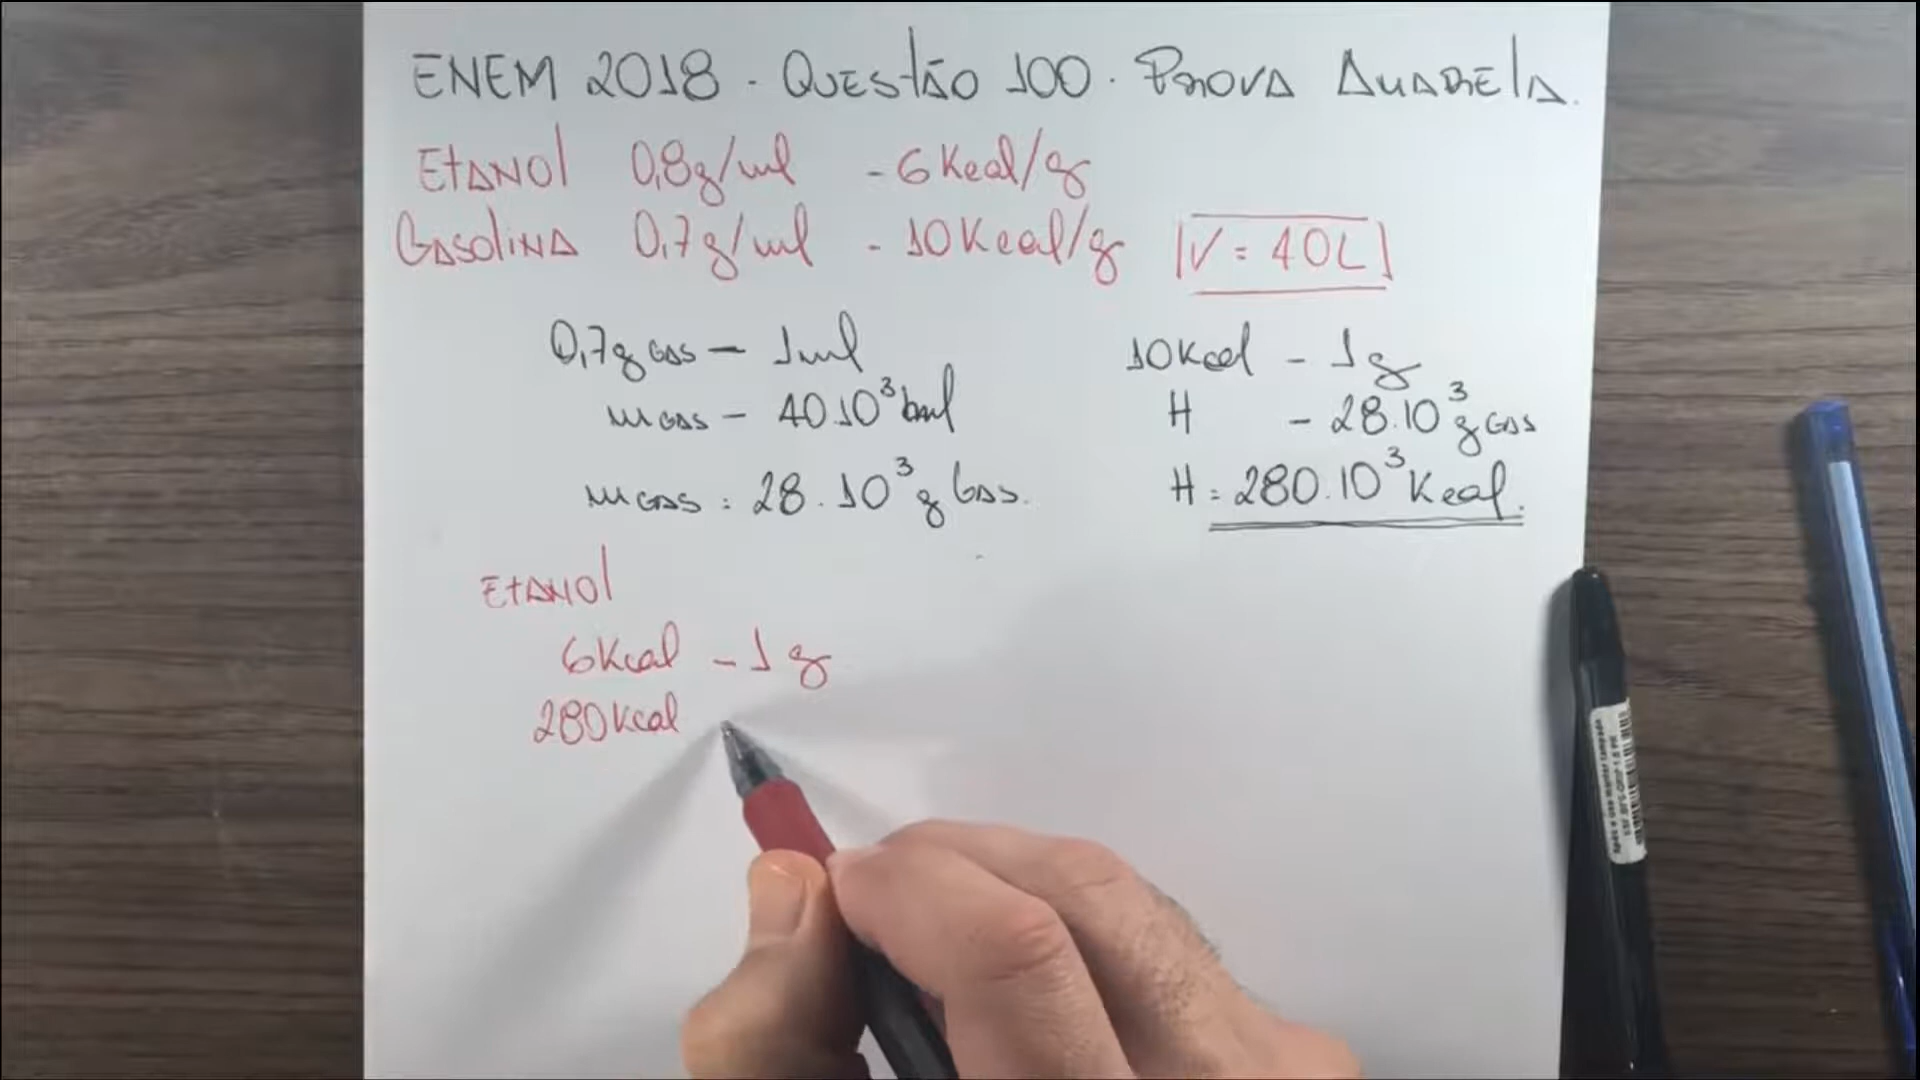 ENEM 2018 . QUEStÃO 100 . PROVA AMARElA.
EtANOl 0,8g/ml - 6Kcal/g
GASOlINA 0,7g/ml - 10Kcal/g |V = 40L|
0,7g GAS — 1ml
m GAS — 40.10³ ml
m GAS = 28.10³ g GAS.
10Kcal - 1g
H - 28.10³ g GAS
H = 280.10³ Kcal.
EtANOl
6Kcal - 1g
280Kcal